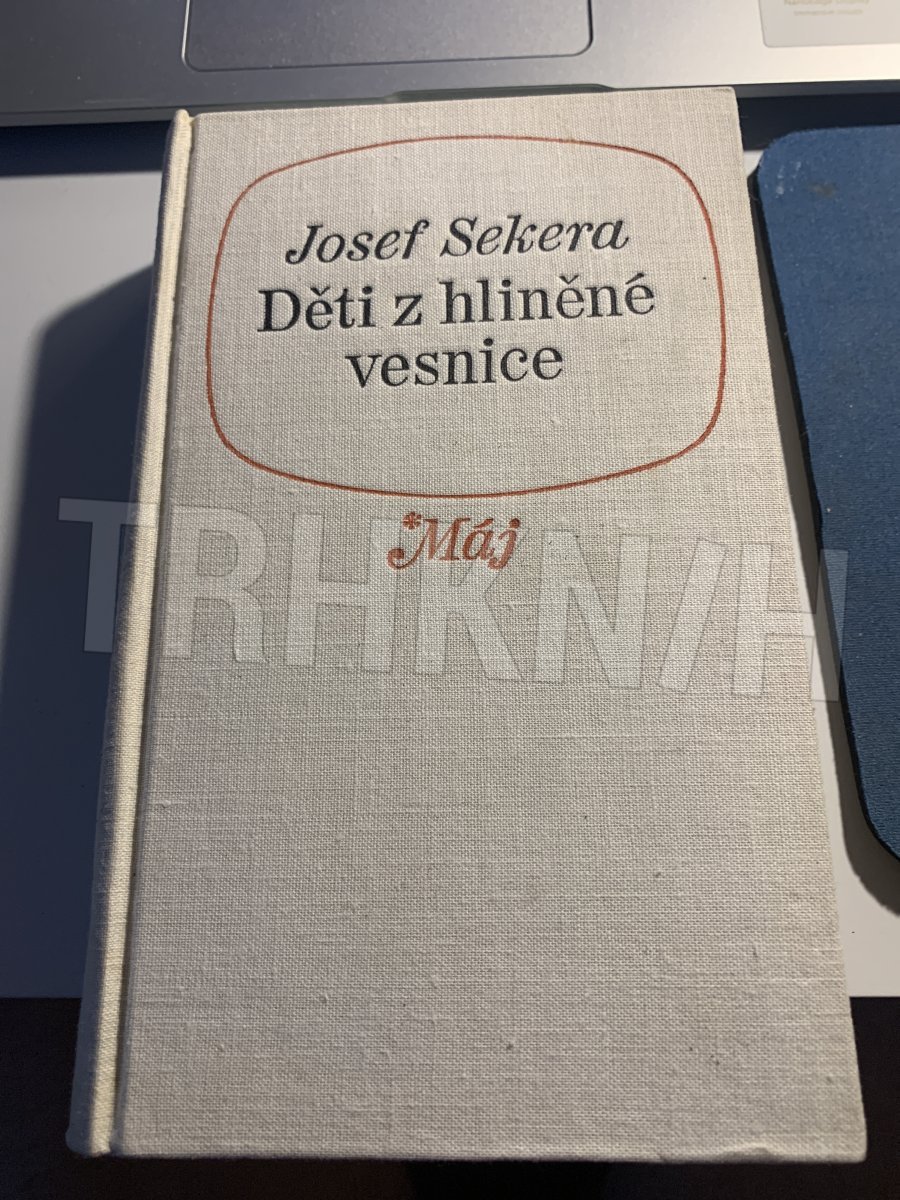 Josef Sekera
Děti z hliněné
vesnice
*Máj
TRHKNIH